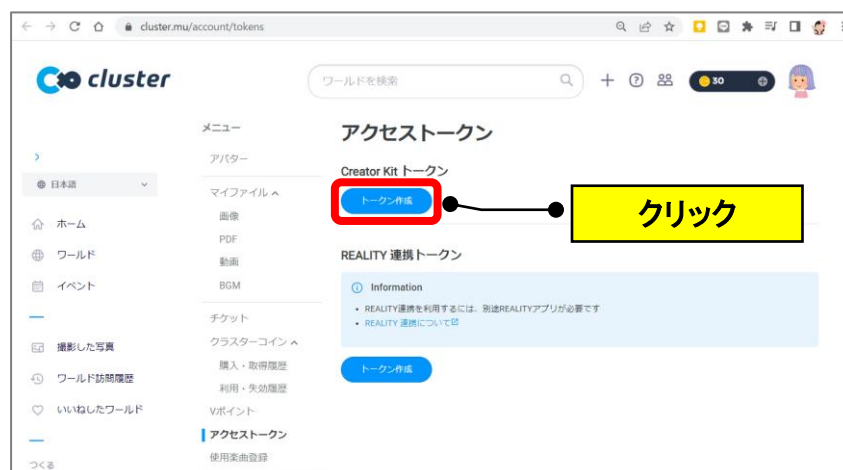 cluster.mu/account/tokens
cluster
ワールドを検索
30
日本語
ホーム
ワールド
イベント
撮影した写真
ワールド訪問履歴
いいねしたワールド
つくる
メニュー
アバター
マイファイル
画像
PDF
動画
BGM
チケット
クラスターコイン
購入・取得履歴
利用・失効履歴
Vポイント
アクセストークン
使用楽曲登録
アクセストークン
Creator Kit トークン
トークン作成
クリック
REALITY 連携トークン
Information
• REALITY連携を利用するには、別途REALITYアプリが必要です
• REALITY 連携について
トークン作成